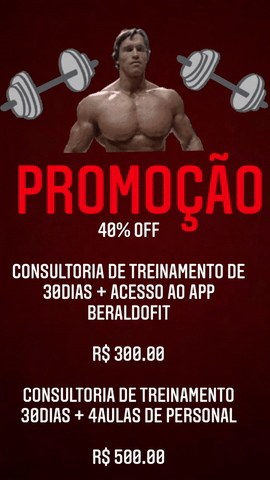 PROMOÇÃO
40% OFF
CONSULTORIA DE TREINAMENTO DE
30DIAS + ACESSO AO APP
BERALDOFIT
R$ 300.00
CONSULTORIA DE TREINAMENTO
30DIAS + 4AULAS DE PERSONAL
R$ 500.00